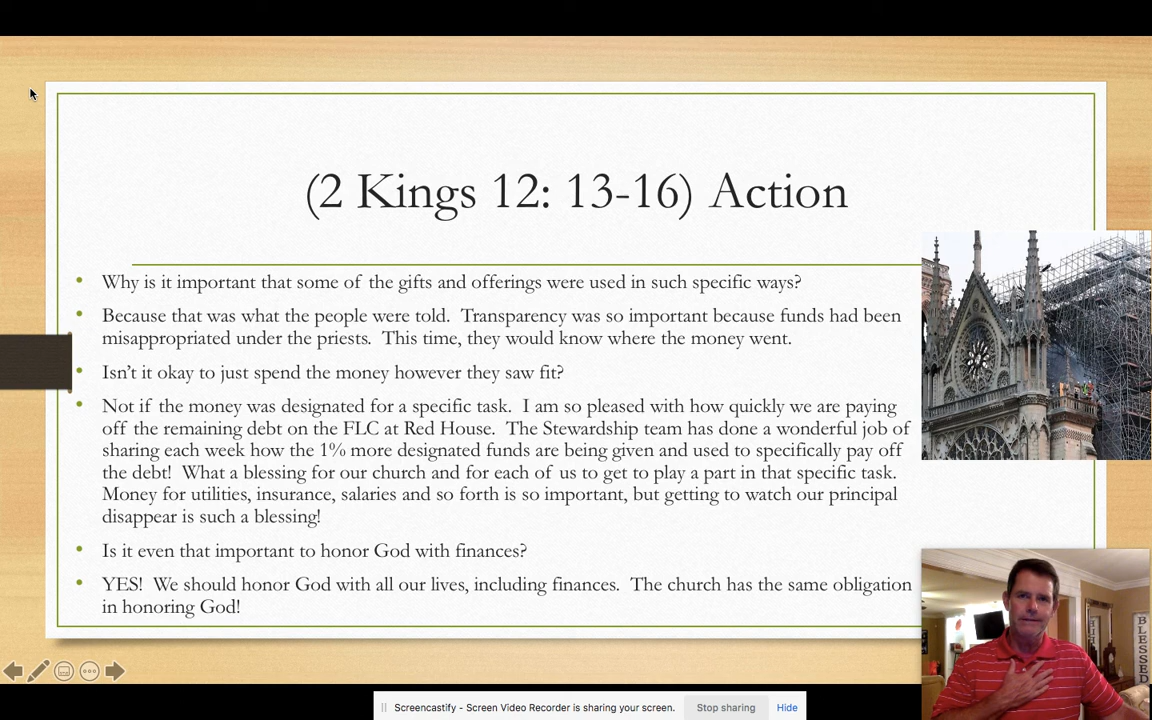 (2 Kings 12: 13-16) Action
Why is it important that some of the gifts and offerings were used in such specific ways?
Because that was what the people were told. Transparency was so important because funds had been
misappropriated under the priests. This time, they would know where the money went.
Isn't it okay to just spend the money however they saw fit?
Not if the money was designated for a specific task. I am so pleased with how quickly we are paying
off the remaining debt on the FLC at Red House. The Stewardship team has done a wonderful job of
sharing each week how the 1% more designated funds are being given and used to specifically pay off
the debt! What a blessing for our church and for each of us to get to play a part in that specific task.
Money for utilities, insurance, salaries and so forth is so important, but getting to watch our principal
disappear is such a blessing!
Is it even that important to honor God with finances?
YES! We should honor God with all our lives, including finances. The church has the same obligation
in honoring God!
BLESSED
Screencastify - Screen Video Recorder is sharing your screen.
Stop sharing
Hide